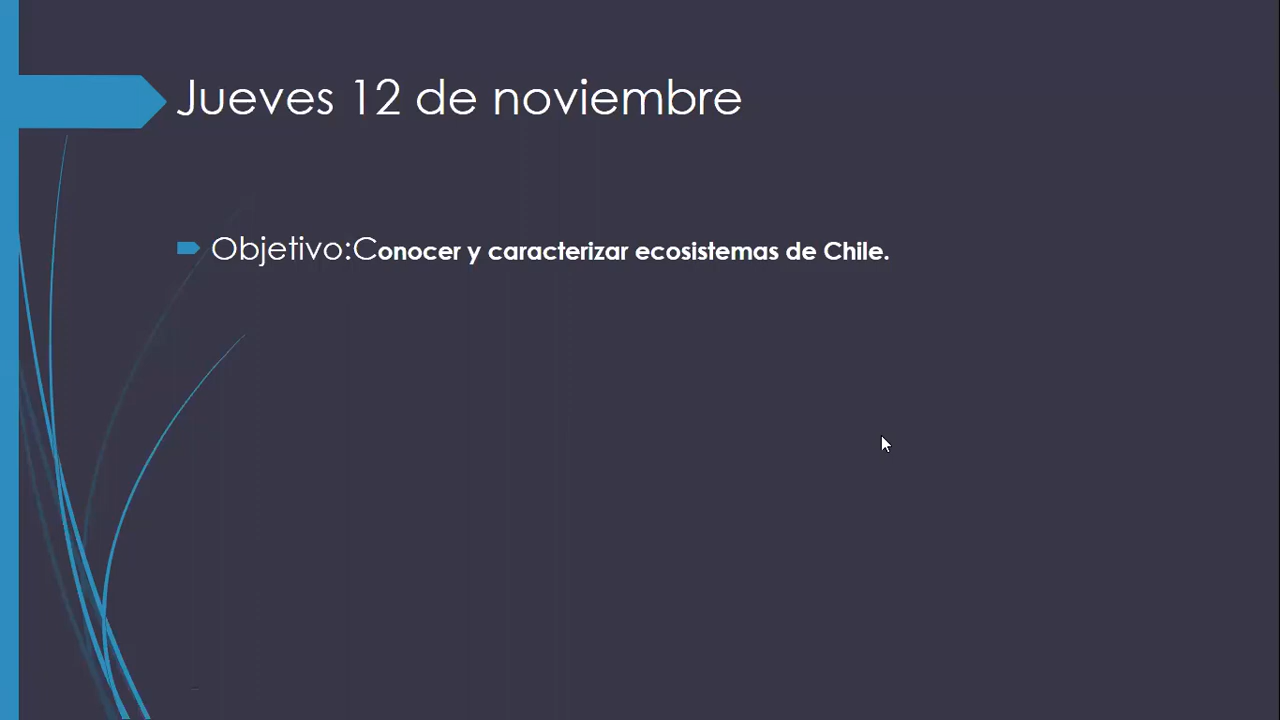 Jueves 12 de noviembre
Objetivo:Conocer y caracterizar ecosistemas de Chile.